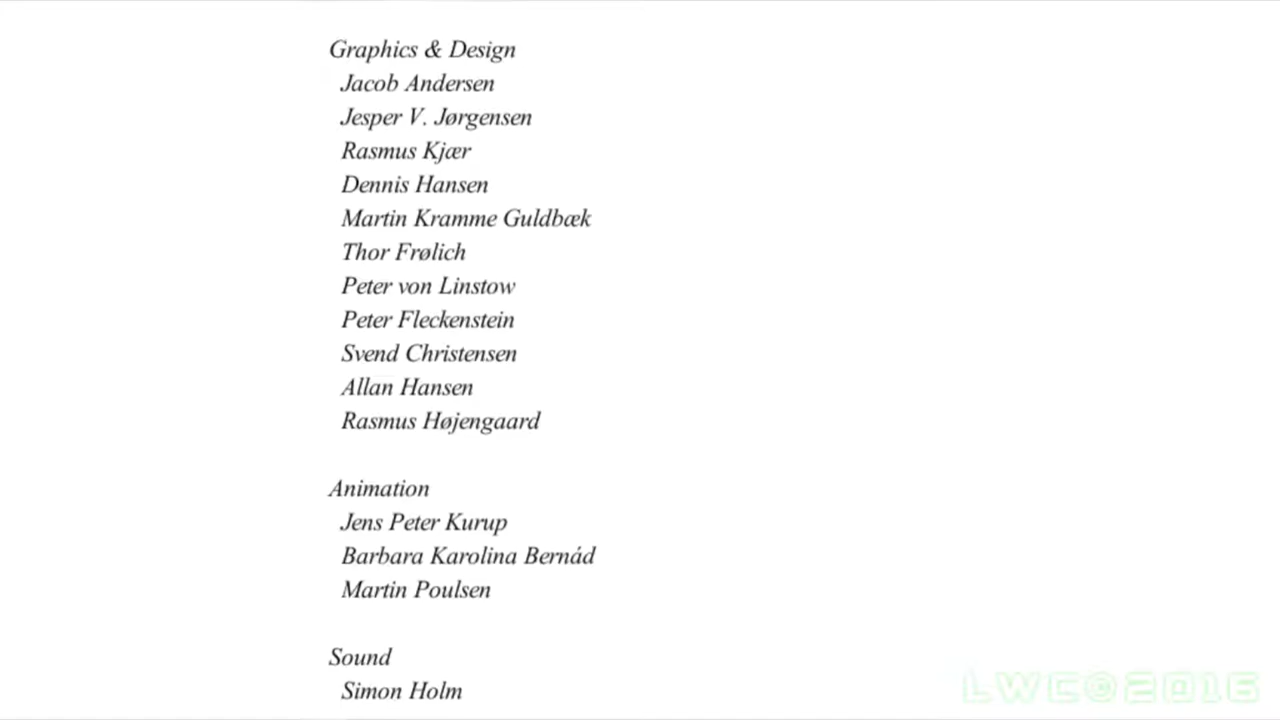 Graphics & Design
Jacob Andersen
Jesper V. Jørgensen
Rasmus Kjær
Dennis Hansen
Martin Kramme Guldbæk
Thor Frølich
Peter von Linstow
Peter Fleckenstein
Svend Christensen
Allan Hansen
Rasmus Højengaard
Animation
Jens Peter Kurup
Barbara Karolina Bernád
Martin Poulsen
Sound
Simon Holm
LWC@2016